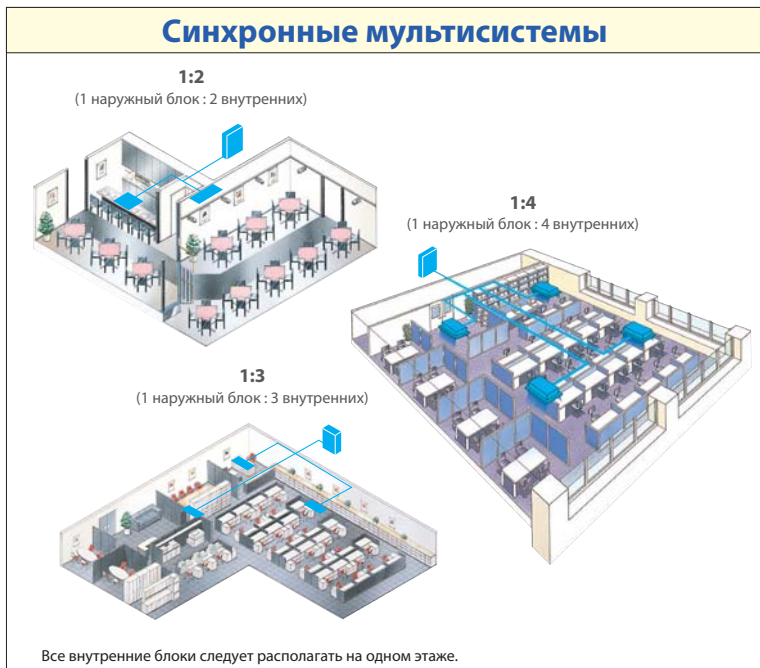 Синхронные мультисистемы
1:2
(1 наружный блок : 2 внутренних)
1:4
(1 наружный блок : 4 внутренних)
1:3
(1 наружный блок : 3 внутренних)
Все внутренние блоки следует располагать на одном этаже.